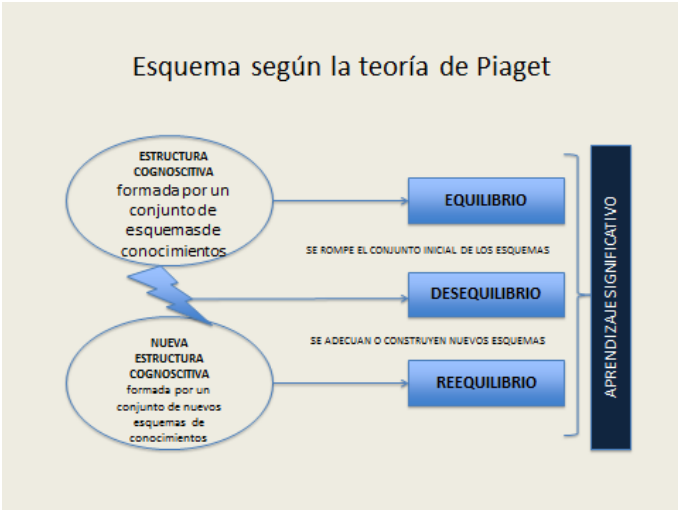 Esquema según la teoría de Piaget
ESTRUCTURA
COGNOSCITIVA
formada por un
conjunto de
esquemas de
conocimientos
EQUILIBRIO
SE ROMPE EL CONJUNTO INICIAL DE LOS ESQUEMAS
DESEQUILIBRIO
SE ADECUAN O CONSTRUYEN NUEVOS ESQUEMAS
NUEVA
ESTRUCTURA
COGNOSCITIVA
formada por un
conjunto de nuevos
esquemas de
conocimientos
REEQUILIBRIO
APRENDIZAJE SIGNIFICATIVO